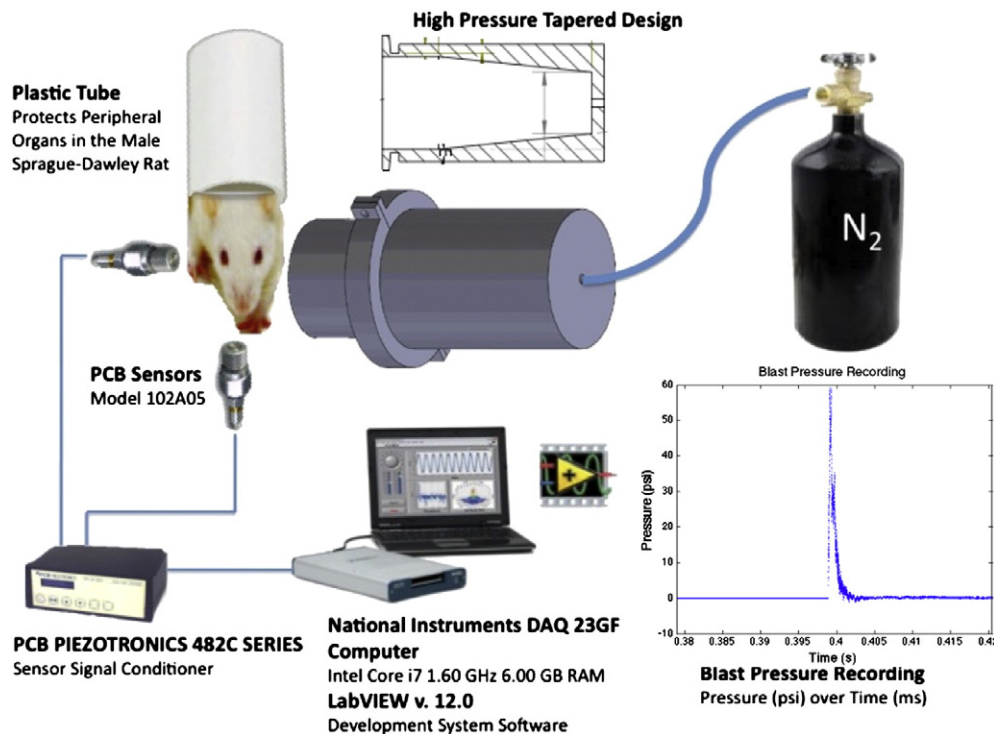 High Pressure Tapered Design
Plastic Tube
Protects Peripheral
Organs in the Male
Sprague-Dawley Rat
N2
PCB Sensors
Model 102A05
Blast Pressure Recording
60
50
40
30
20
10
0
-10
Pressure (psi)
0.38
0.385
0.39
0.395
0.4
0.405
0.41
0.415
0.42
Time (s)
PCB PIEZOTRONICS 482C SERIES
Sensor Signal Conditioner
National Instruments DAQ 23GF
Computer
Intel Core i7 1.60 GHz 6.00 GB RAM
LabVIEW v. 12.0
Development System Software
Blast Pressure Recording
Pressure (psi) over Time (ms)